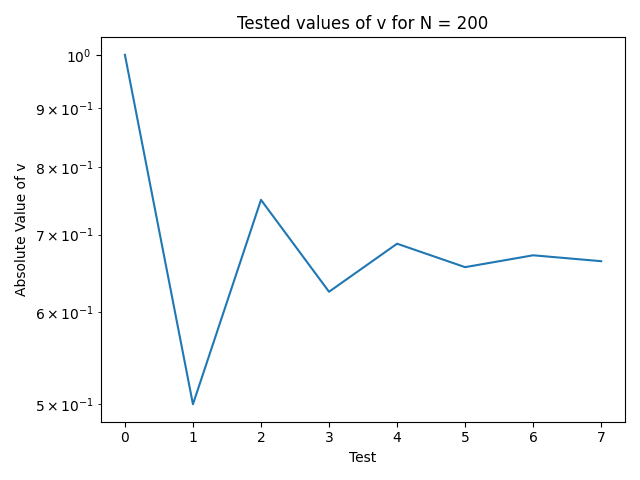 Tested values of v for N = 200
10⁰
9 × 10⁻¹
8 × 10⁻¹
7 × 10⁻¹
6 × 10⁻¹
5 × 10⁻¹
Absolute Value of v
0 1 2 3 4 5 6 7
Test